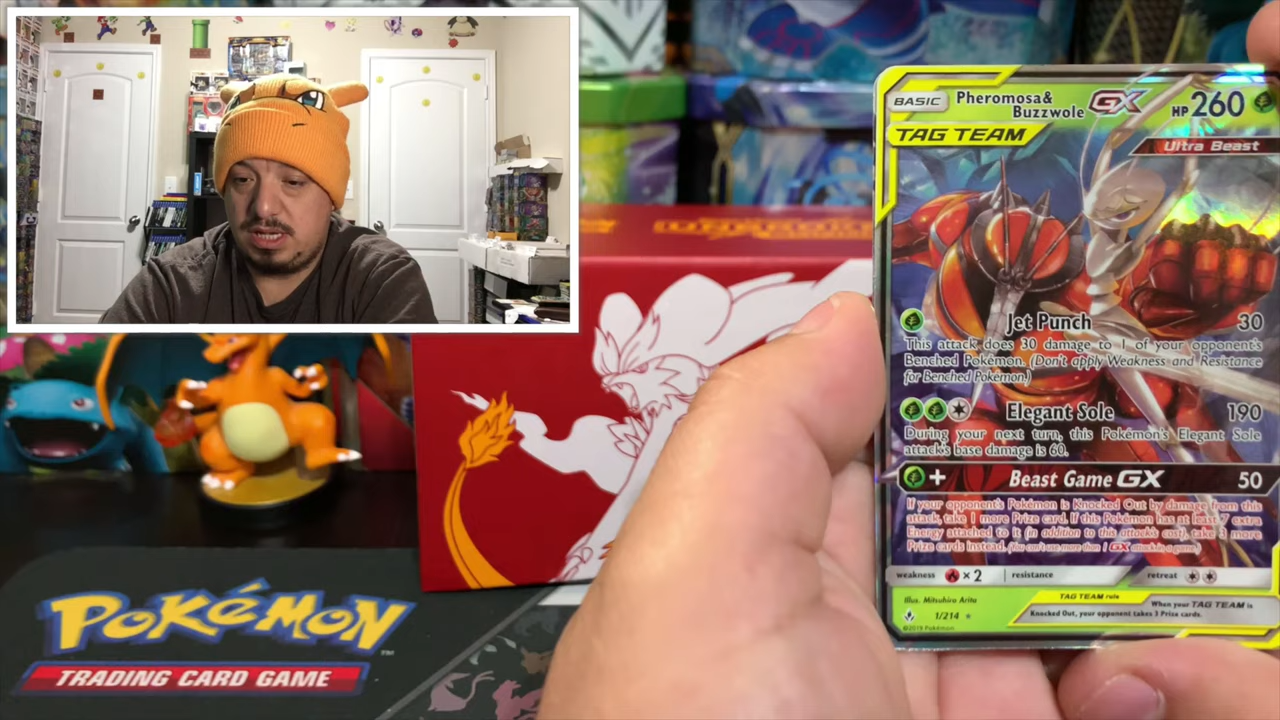 BASIC Pheromosa & Buzzwole GX HP 260
TAG TEAM
Ultra Beast
Jet Punch 30
This attack does 30 damage to 1 of your opponent's
Benched Pokémon. (Don't apply Weakness and Resistance
for Benched Pokémon.)
Elegant Sole 190
During your next turn, this Pokémon's Elegant Sole
attack's base damage is 60.
+ Beast Game GX 50
If your opponent's Pokémon is Knocked Out by damage from this
attack, take 1 more Prize card. If this Pokémon has at least 7 extra
Energy attached to it (in addition to this attack's cost), take 3 more
Prize cards instead. (You can't use more than 1 GX attack in a game.)
weakness ×2 resistance retreat
Illus. Mitsuhiro Arita
TAG TEAM rule
When your TAG TEAM is
Knocked Out, your opponent takes 3 Prize cards.
1/214
©2019 Pokémon
POKÉMON
TM
TRADING CARD GAME